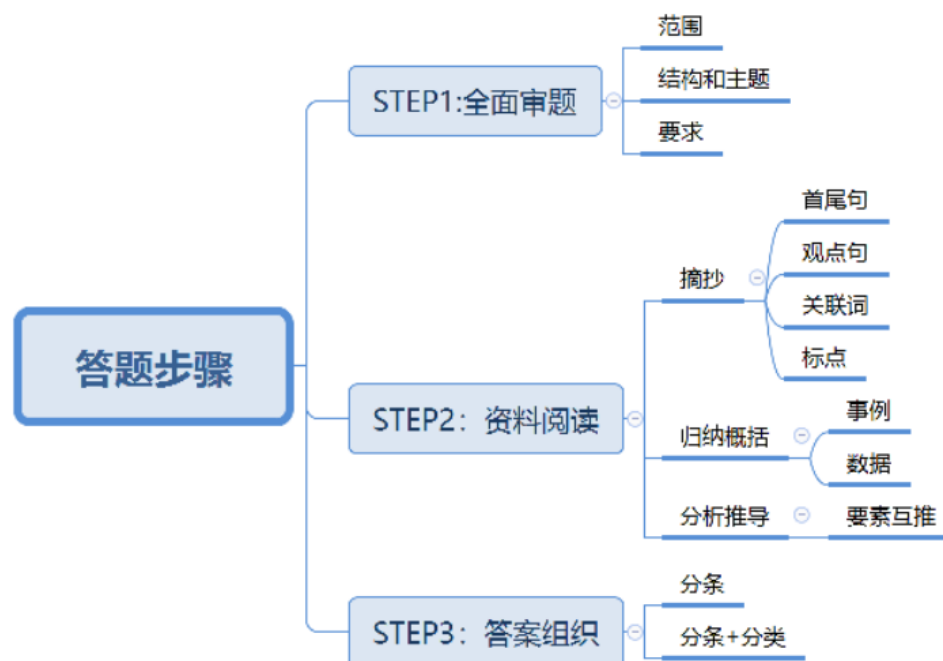 答题步骤
STEP1:全面审题
范围
结构和主题
要求
STEP2：资料阅读
摘抄
首尾句
观点句
关联词
标点
归纳概括
事例
数据
分析推导
要素互推
STEP3：答案组织
分条
分条+分类